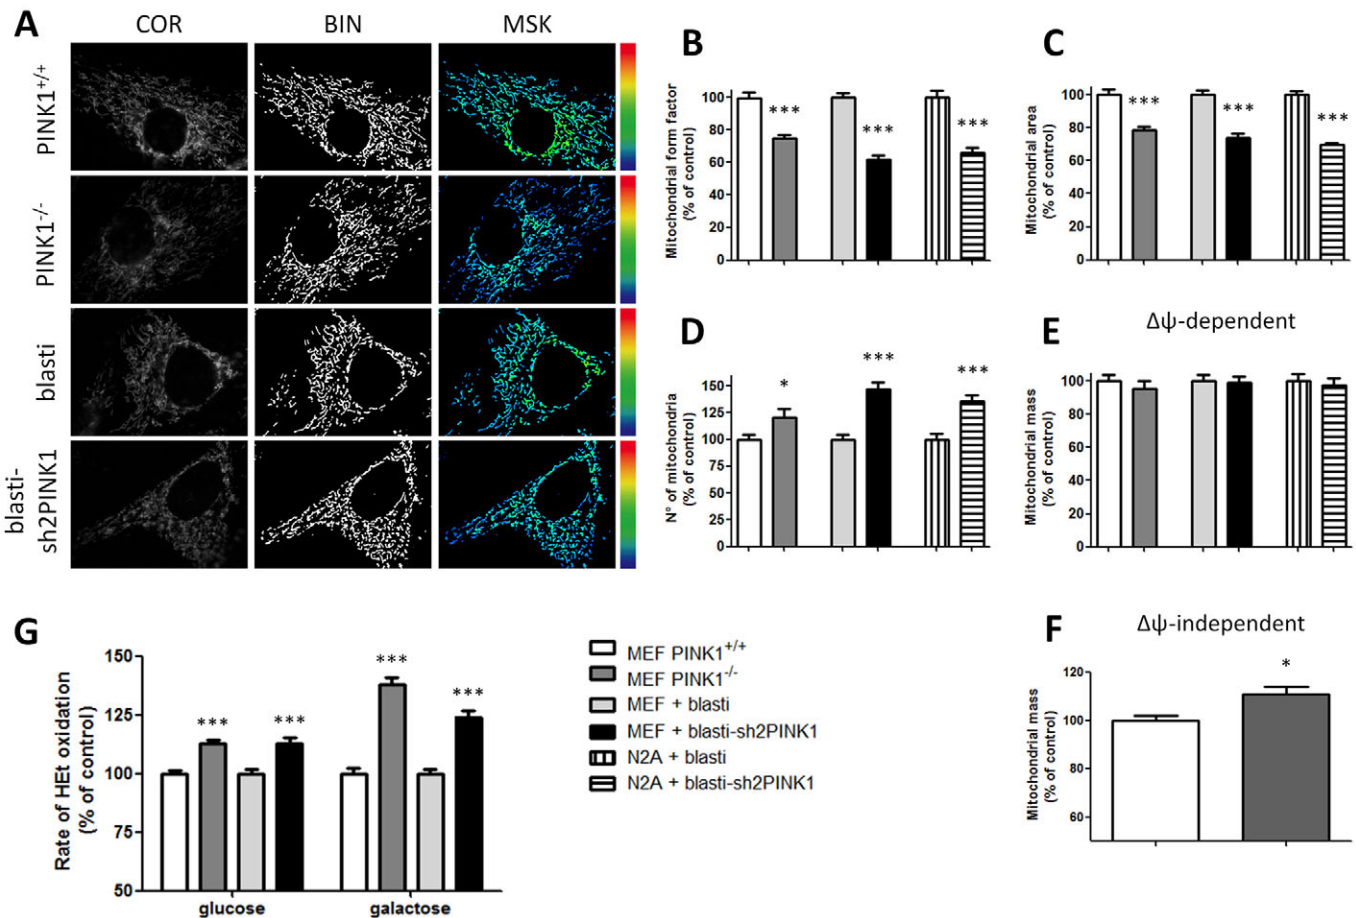 A
COR
BIN
MSK
PINK1+/+
PINK1-/-
blasti
blasti-
sh2PINK1
B
Mitochondrial form factor
(% of control)
100
80
60
40
20
0
***
***
***
C
Mitochondrial area
(% of control)
100
80
60
40
20
0
***
***
***
D
N° of mitochondria
(% of control)
150
125
100
75
50
25
0
*
***
***
E
Δψ-dependent
Mitochondrial mass
(% of control)
100
80
60
40
20
0
F
Δψ-independent
Mitochondrial mass
(% of control)
120
100
80
60
*
G
Rate of HEt oxidation
(% of control)
150
125
100
75
50
***
***
***
***
glucose
galactose
MEF PINK1+/+
MEF PINK1-/-
MEF + blasti
MEF + blasti-sh2PINK1
N2A + blasti
N2A + blasti-sh2PINK1